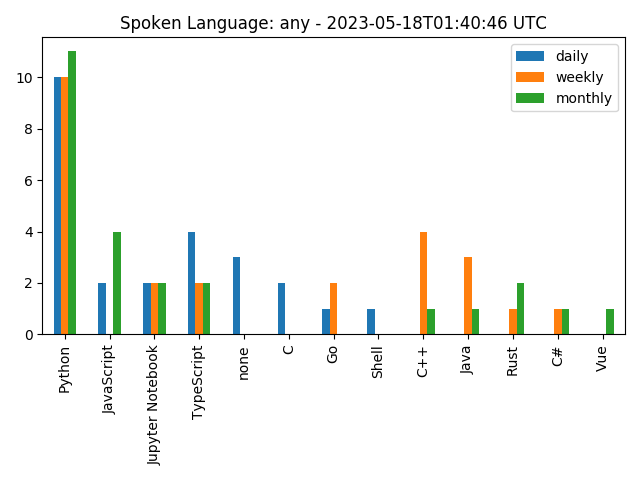 Spoken Language: any - 2023-05-18T01:40:46 UTC
daily
weekly
monthly
10
8
6
4
2
0
Python
JavaScript
Jupyter Notebook
TypeScript
none
C
Go
Shell
C++
Java
Rust
C#
Vue